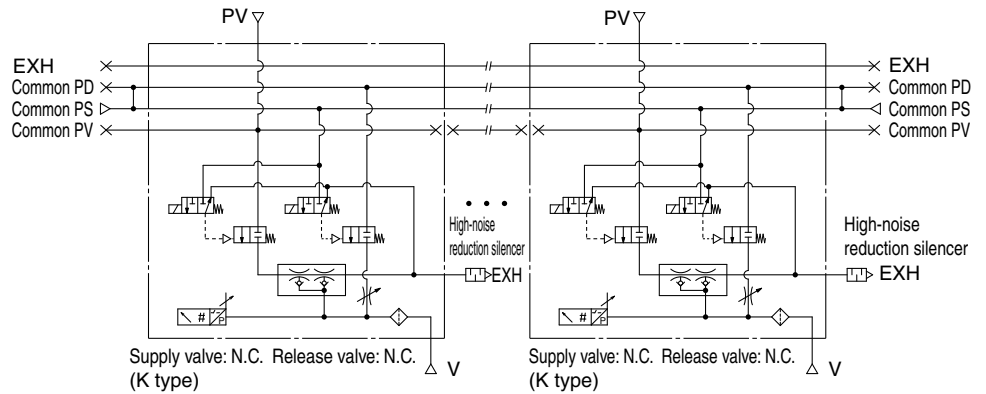 PV
PV
EXH
Common PD
Common PS
Common PV
EXH
Common PD
Common PS
Common PV
High-noise
reduction silencer
EXH
High-noise
reduction silencer
EXH
#
P
#
P
Supply valve: N.C. Release valve: N.C.
(K type)
V
Supply valve: N.C. Release valve: N.C.
(K type)
V